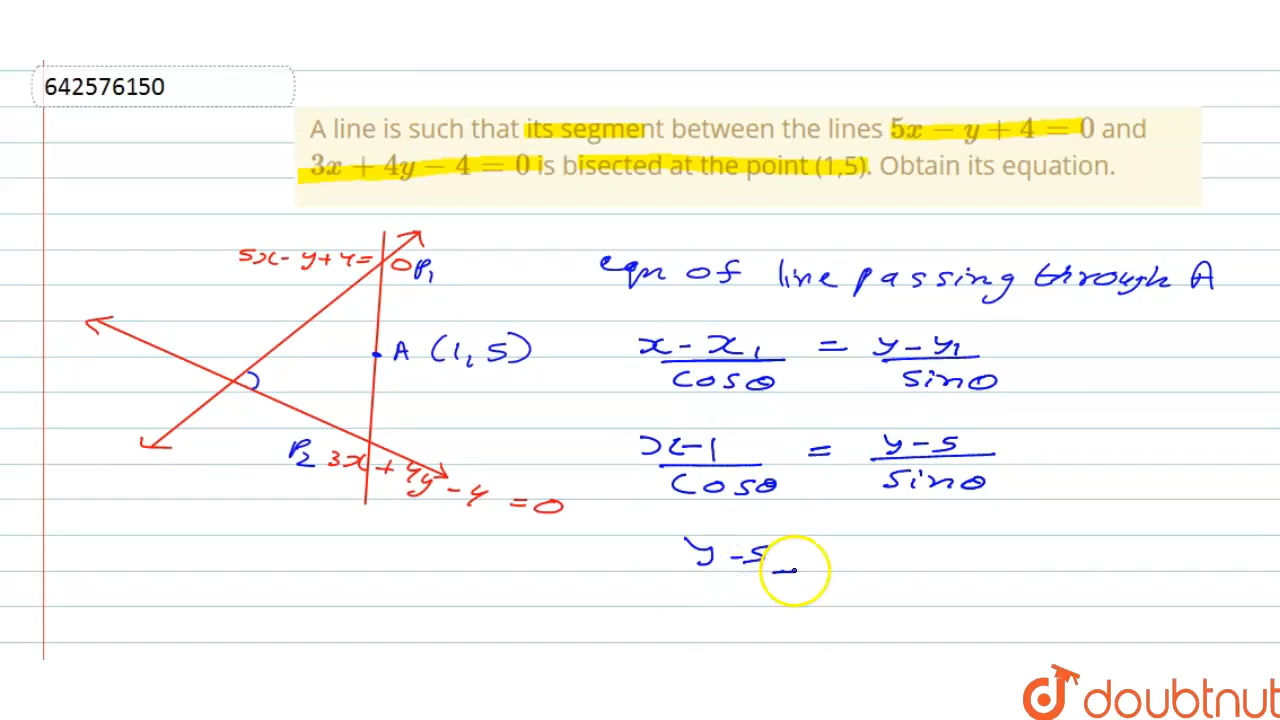 642576150
A line is such that its segment between the lines 5x − y + 4 = 0 and
3x + 4y − 4 = 0 is bisected at the point (1,5). Obtain its equation.
5x - y + 4 = 0 P₁
A (1, 5)
P₂ 3x + 4y - 4 = 0
eqn of line passing through A
x - x₁ / cosθ = y - y₁ / sinθ
x - 1 / cosθ = y - 5 / sinθ
y - 5
doubtnut